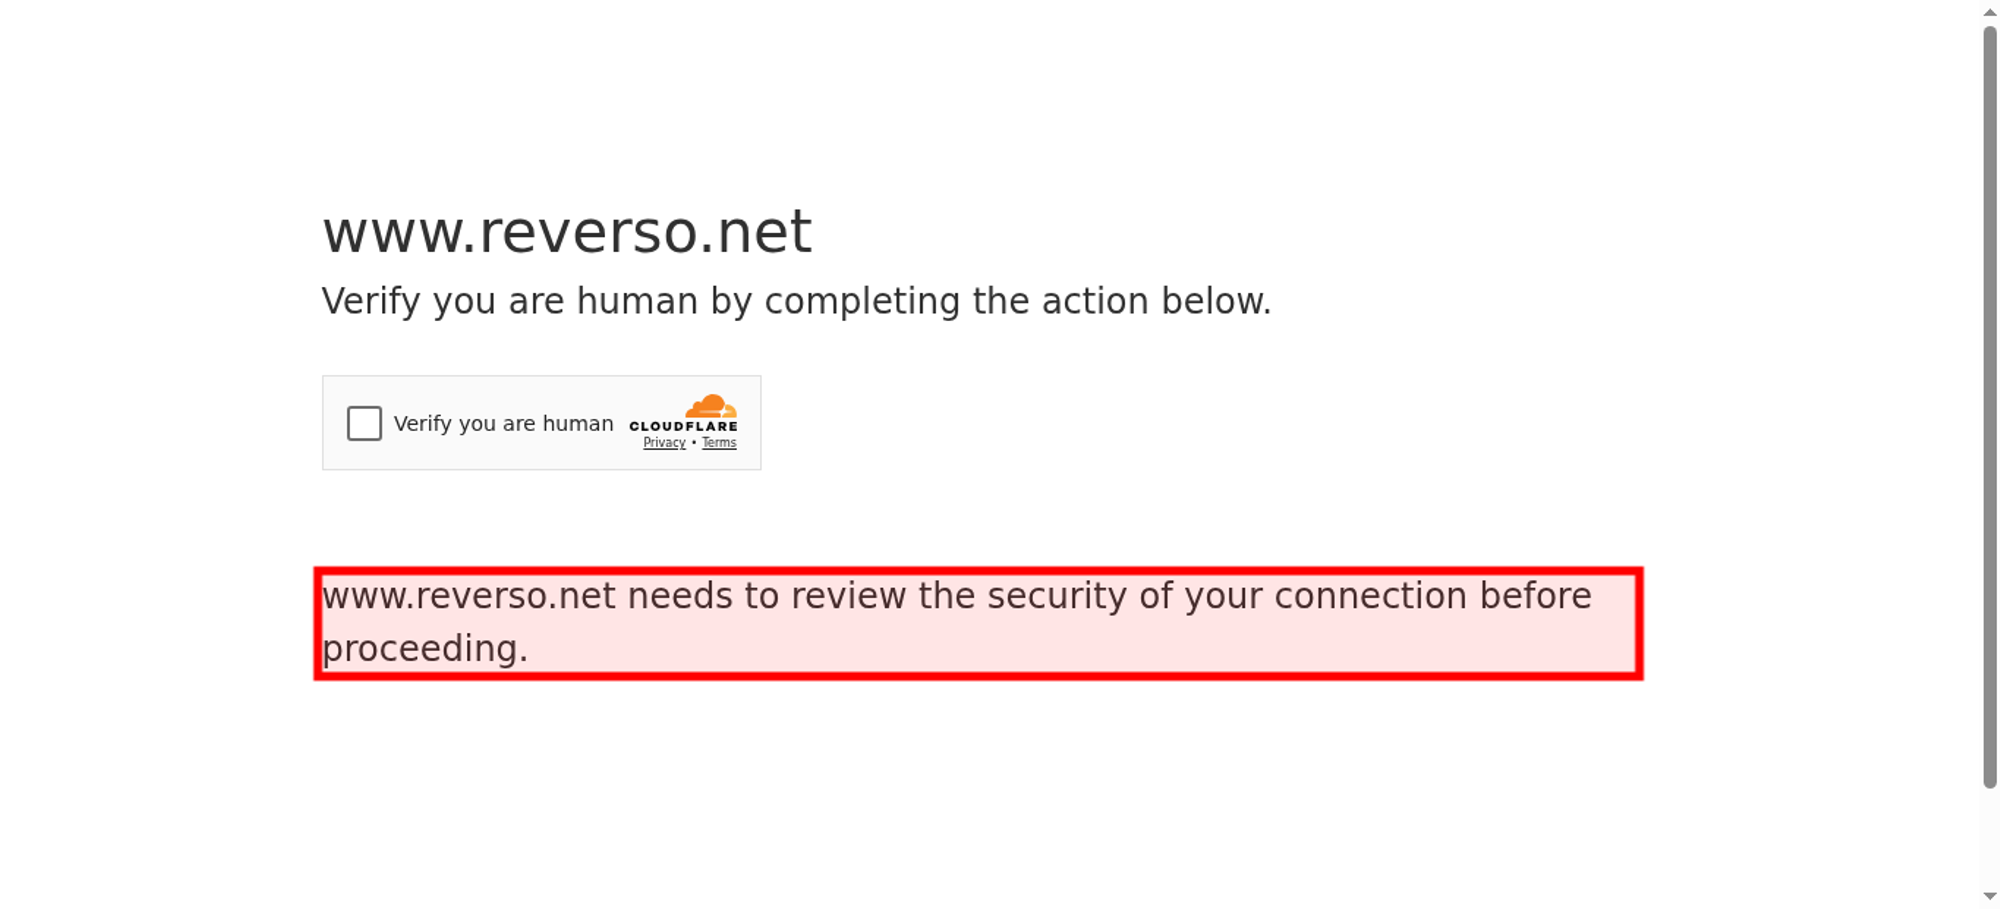 www.reverso.net
Verify you are human by completing the action below.
Verify you are human
CLOUDFLARE
Privacy • Terms
www.reverso.net needs to review the security of your connection before
proceeding.